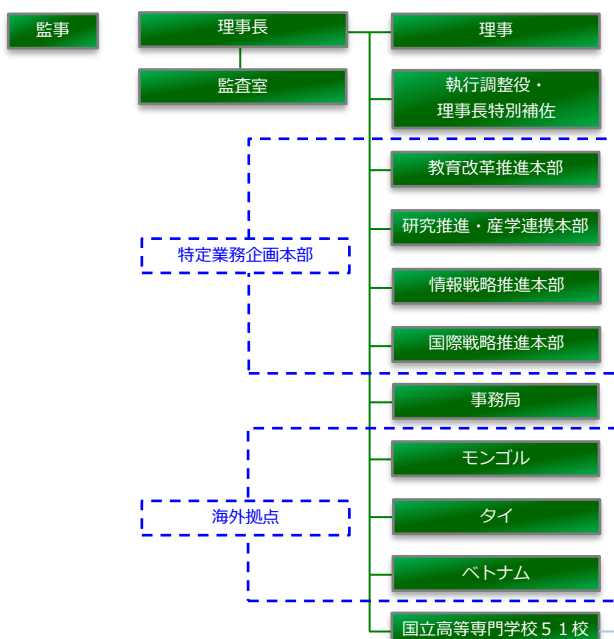 監事
理事長
理事
監査室
執行調整役・
理事長特別補佐
教育改革推進本部
研究推進・産学連携本部
特定業務企画本部
情報戦略推進本部
国際戦略推進本部
事務局
モンゴル
海外拠点
タイ
ベトナム
国立高等専門学校５１校